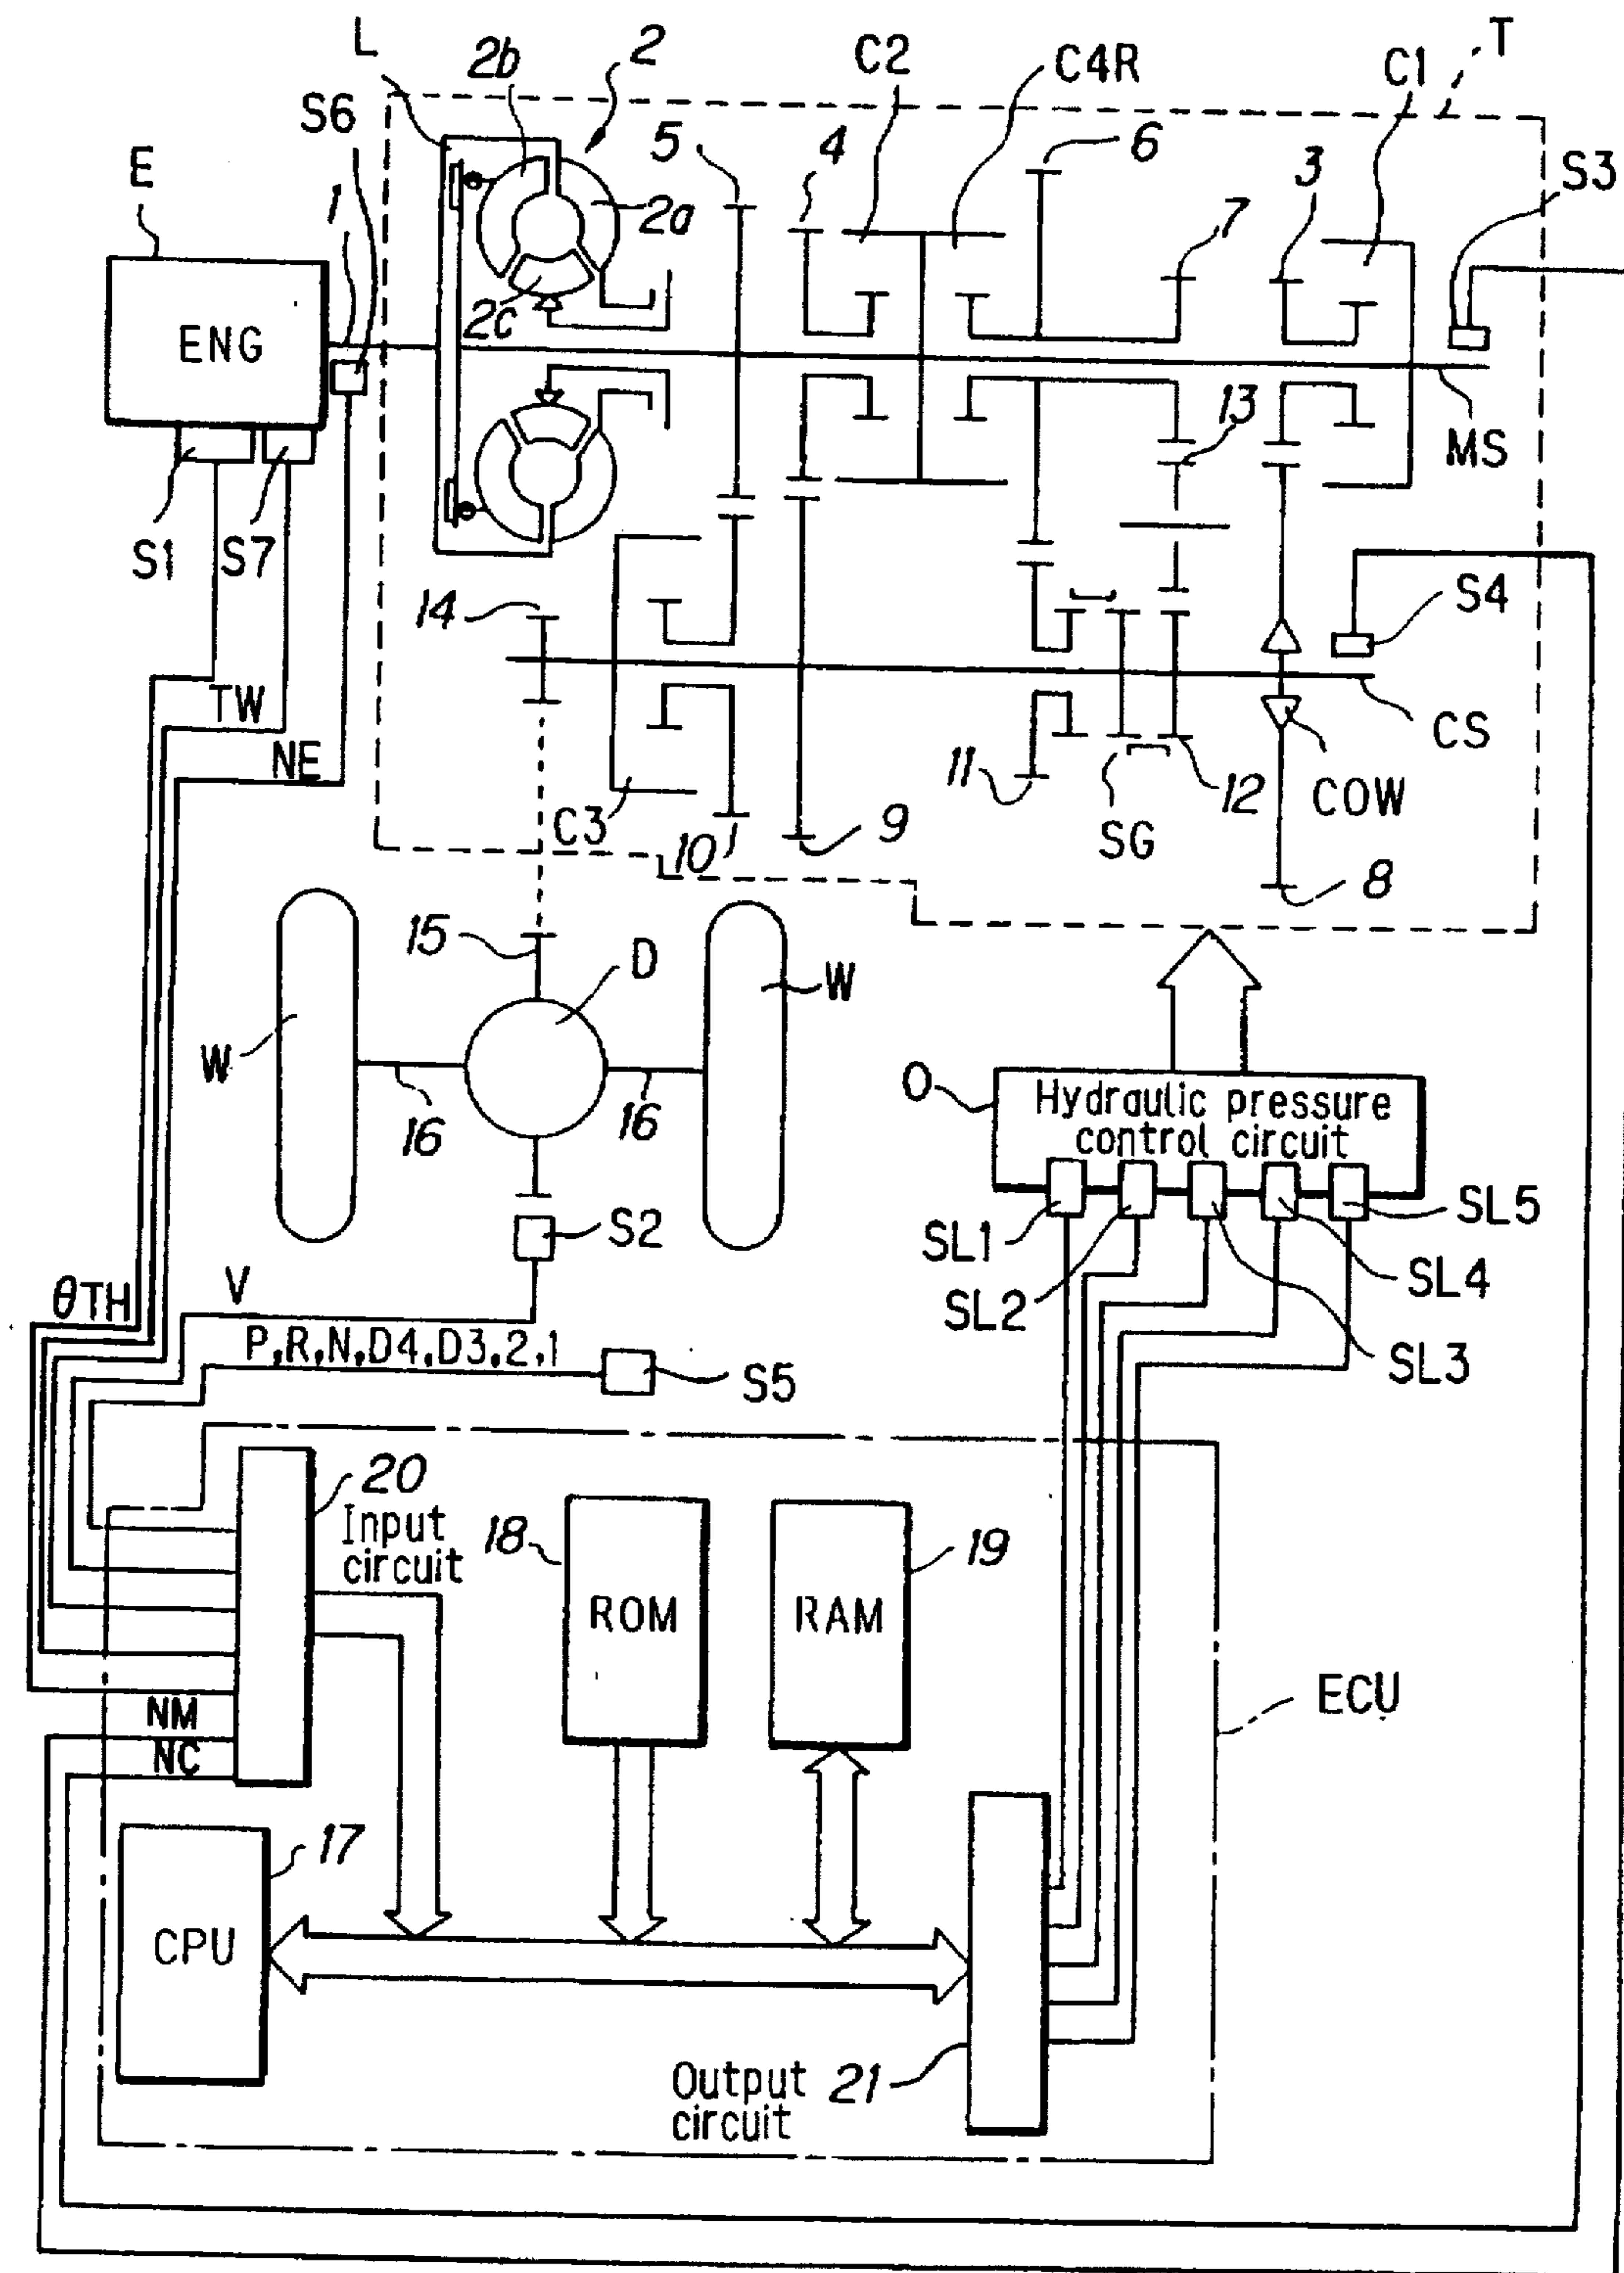 L
2b
2
C2
C4R
T
C1
S6
5
4
6
3
S3
E
1
2a
7
ENG
2c
13
MS
S1
S7
14
S4
TW
NE
CS
11
12
COW
C3
10
9
SG
8
15
D
W
W
O
Hydraulic pressure
control circuit
16
16
SL1
SL5
S2
SL2
SL4
θTH
V
P,R,N,D4,D3,2,1
S5
SL3
20
Input
circuit
18
19
ROM
RAM
ECU
NM
NC
17
CPU
Output
circuit
21